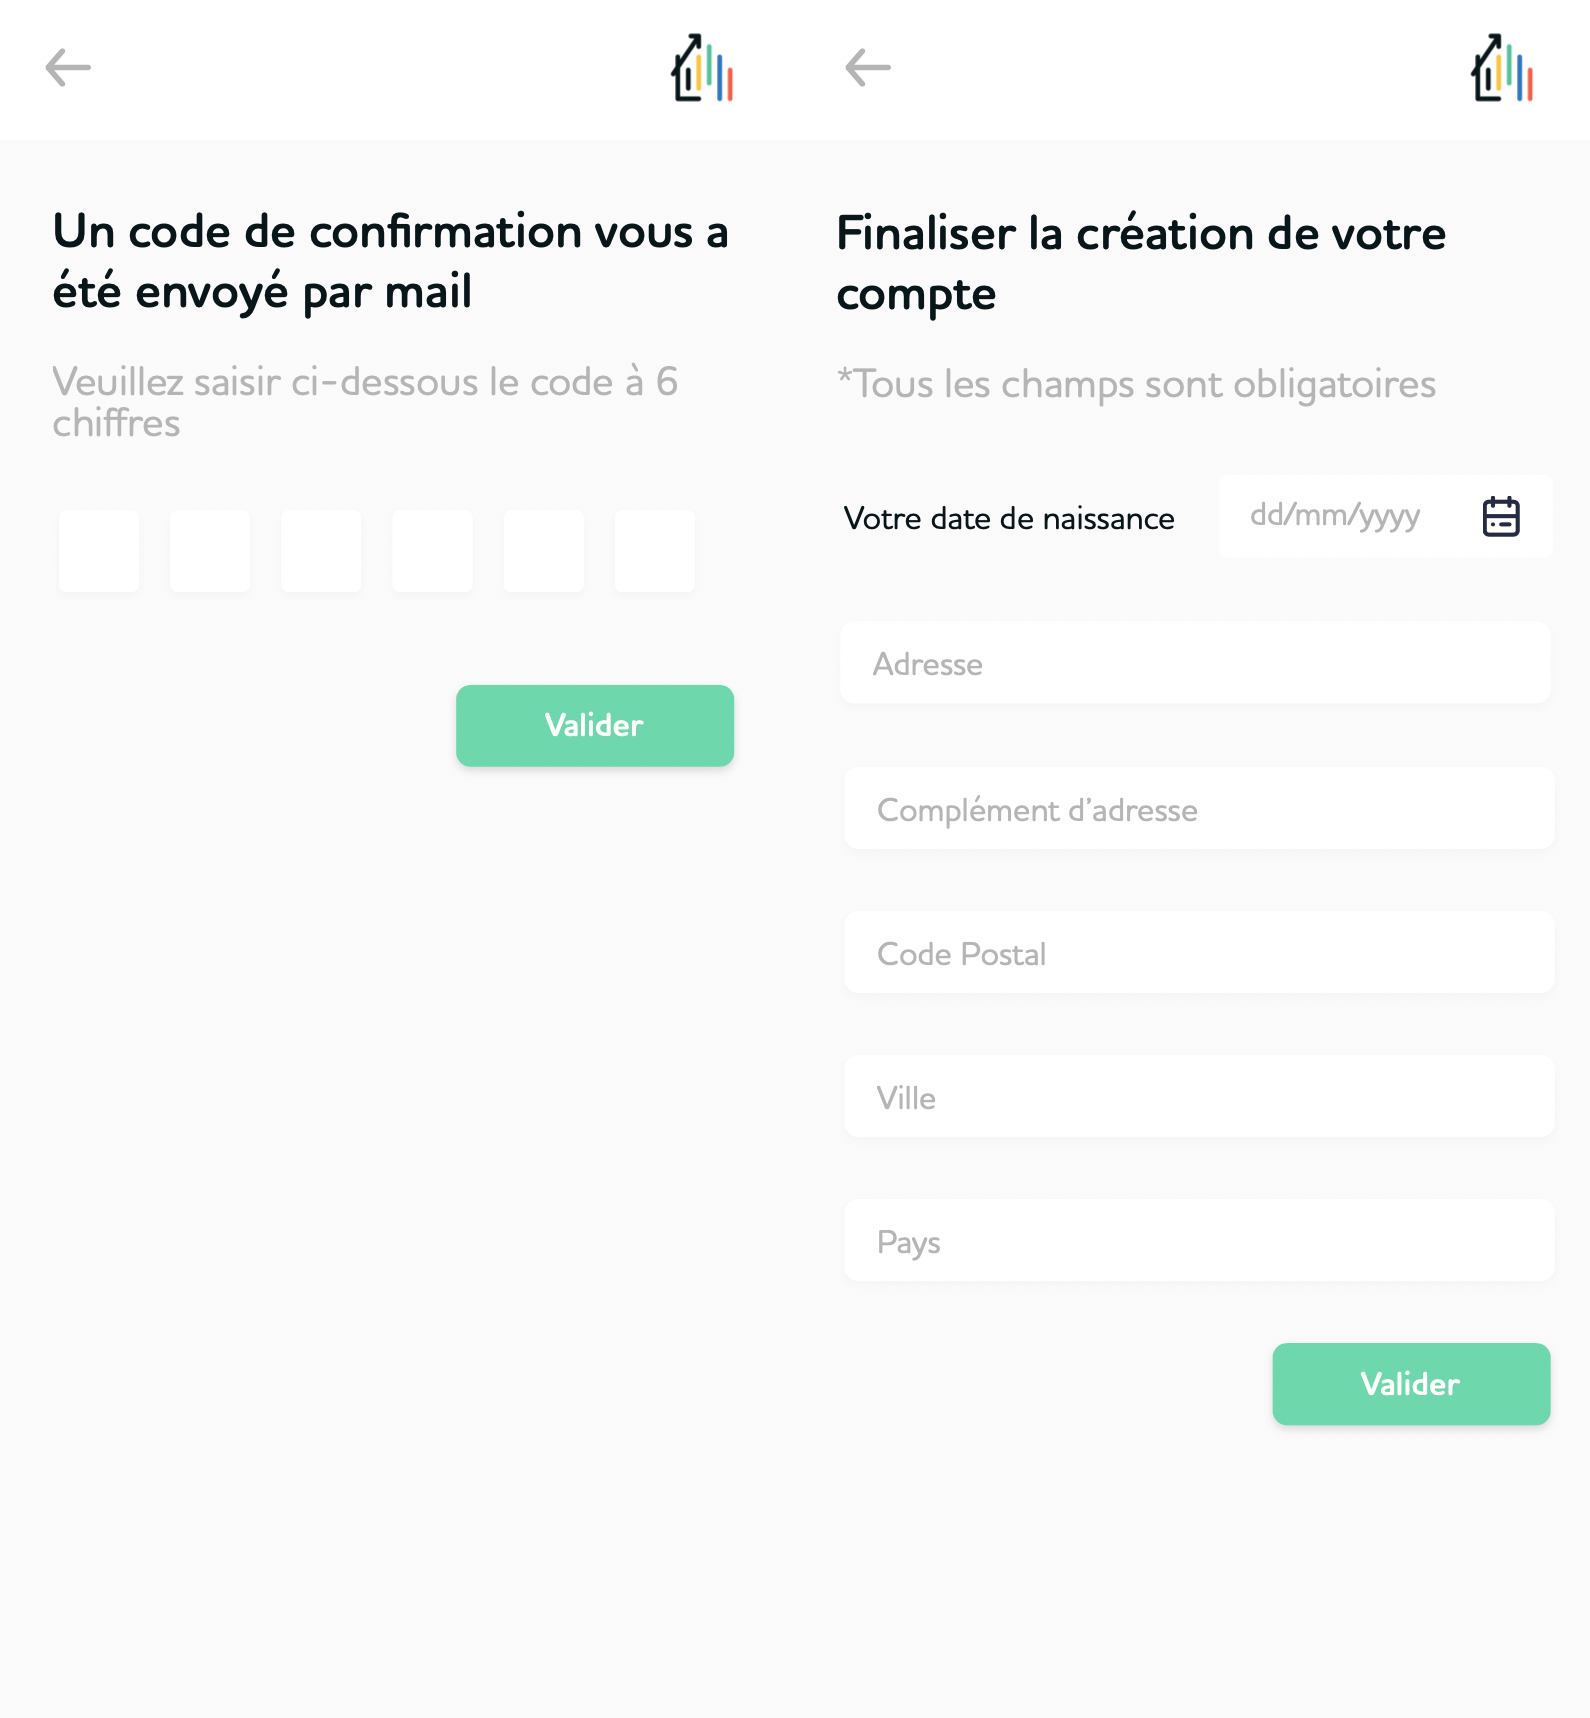 Un code de confirmation vous a
été envoyé par mail
Veuillez saisir ci-dessous le code à 6
chiffres
Valider
Finaliser la création de votre
compte
*Tous les champs sont obligatoires
Votre date de naissance
dd/mm/yyyy
Adresse
Complément d’adresse
Code Postal
Ville
Pays
Valider